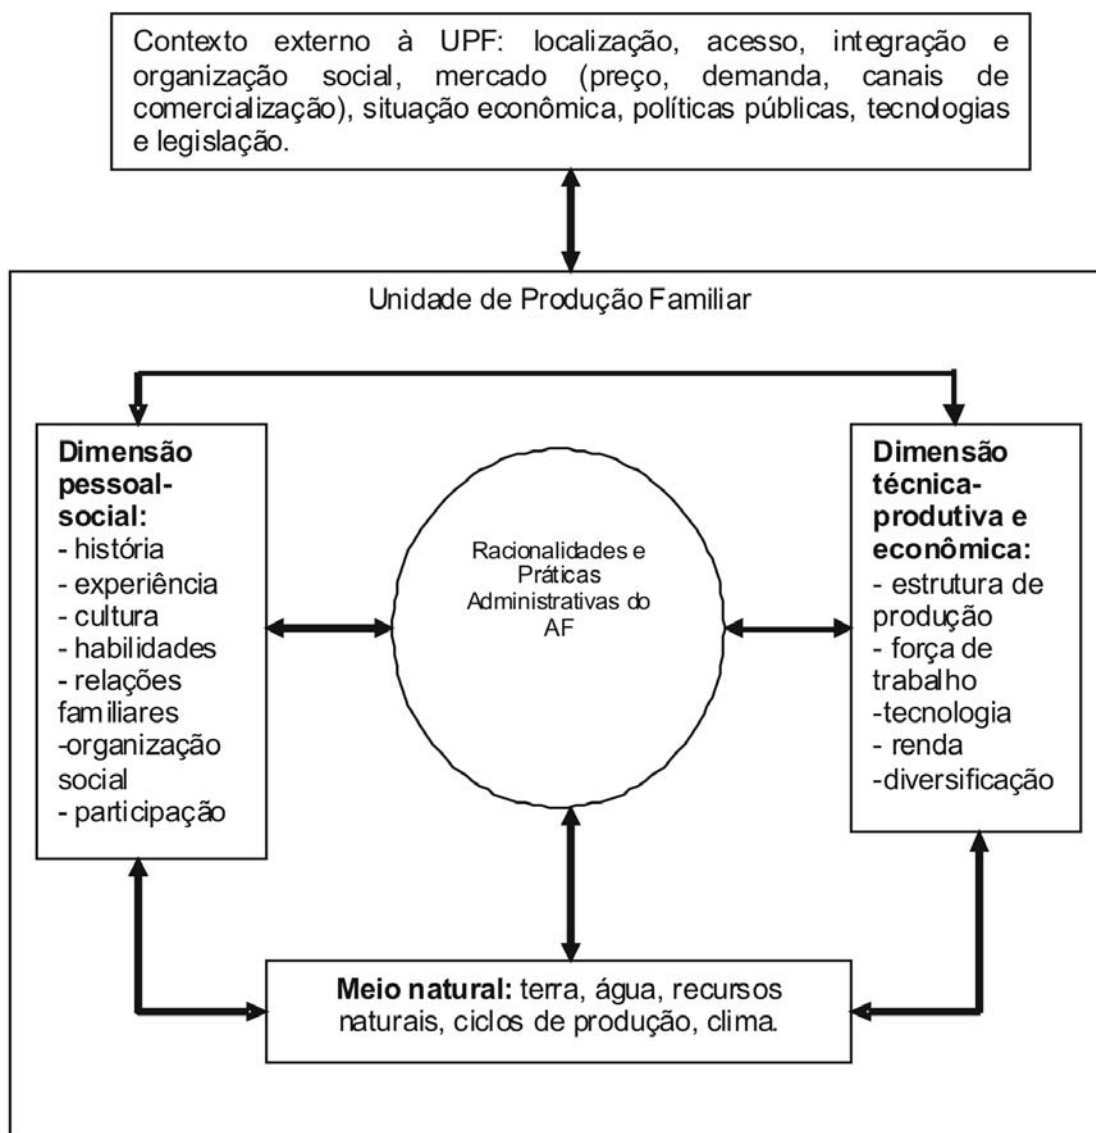 Contexto externo à UPF: localização, acesso, integração e
organização social, mercado (preço, demanda, canais de
comercialização), situação econômica, políticas públicas, tecnologias
e legislação.
Unidade de Produção Familiar
Dimensão
pessoal-
social:
- história
- experiência
- cultura
- habilidades
- relações
familiares
-organização
social
- participação
Racionalidades e
Práticas
Administrativas do
AF
Dimensão
técnica-
produtiva e
econômica:
- estrutura de
produção
- força de
trabalho
-tecnologia
- renda
-diversificação
Meio natural: terra, água, recursos
naturais, ciclos de produção, clima.